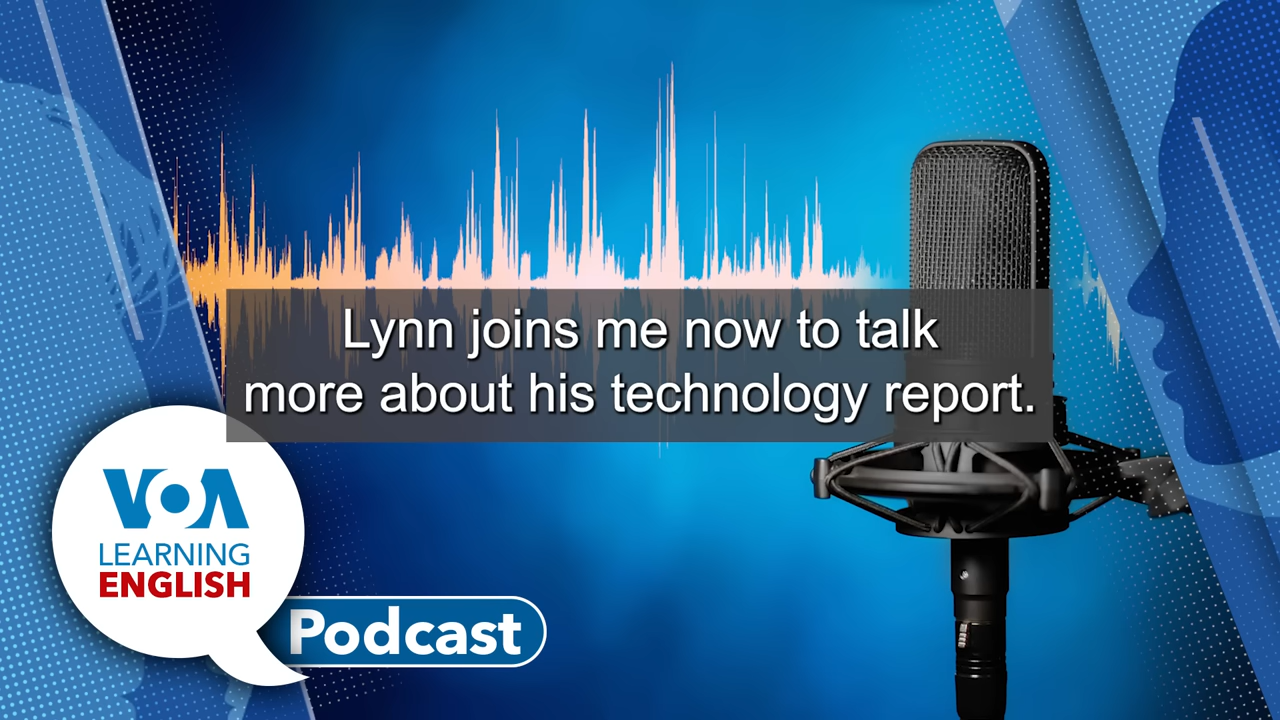 Lynn joins me now to talk
more about his technology report.
VOA
LEARNING
ENGLISH
Podcast